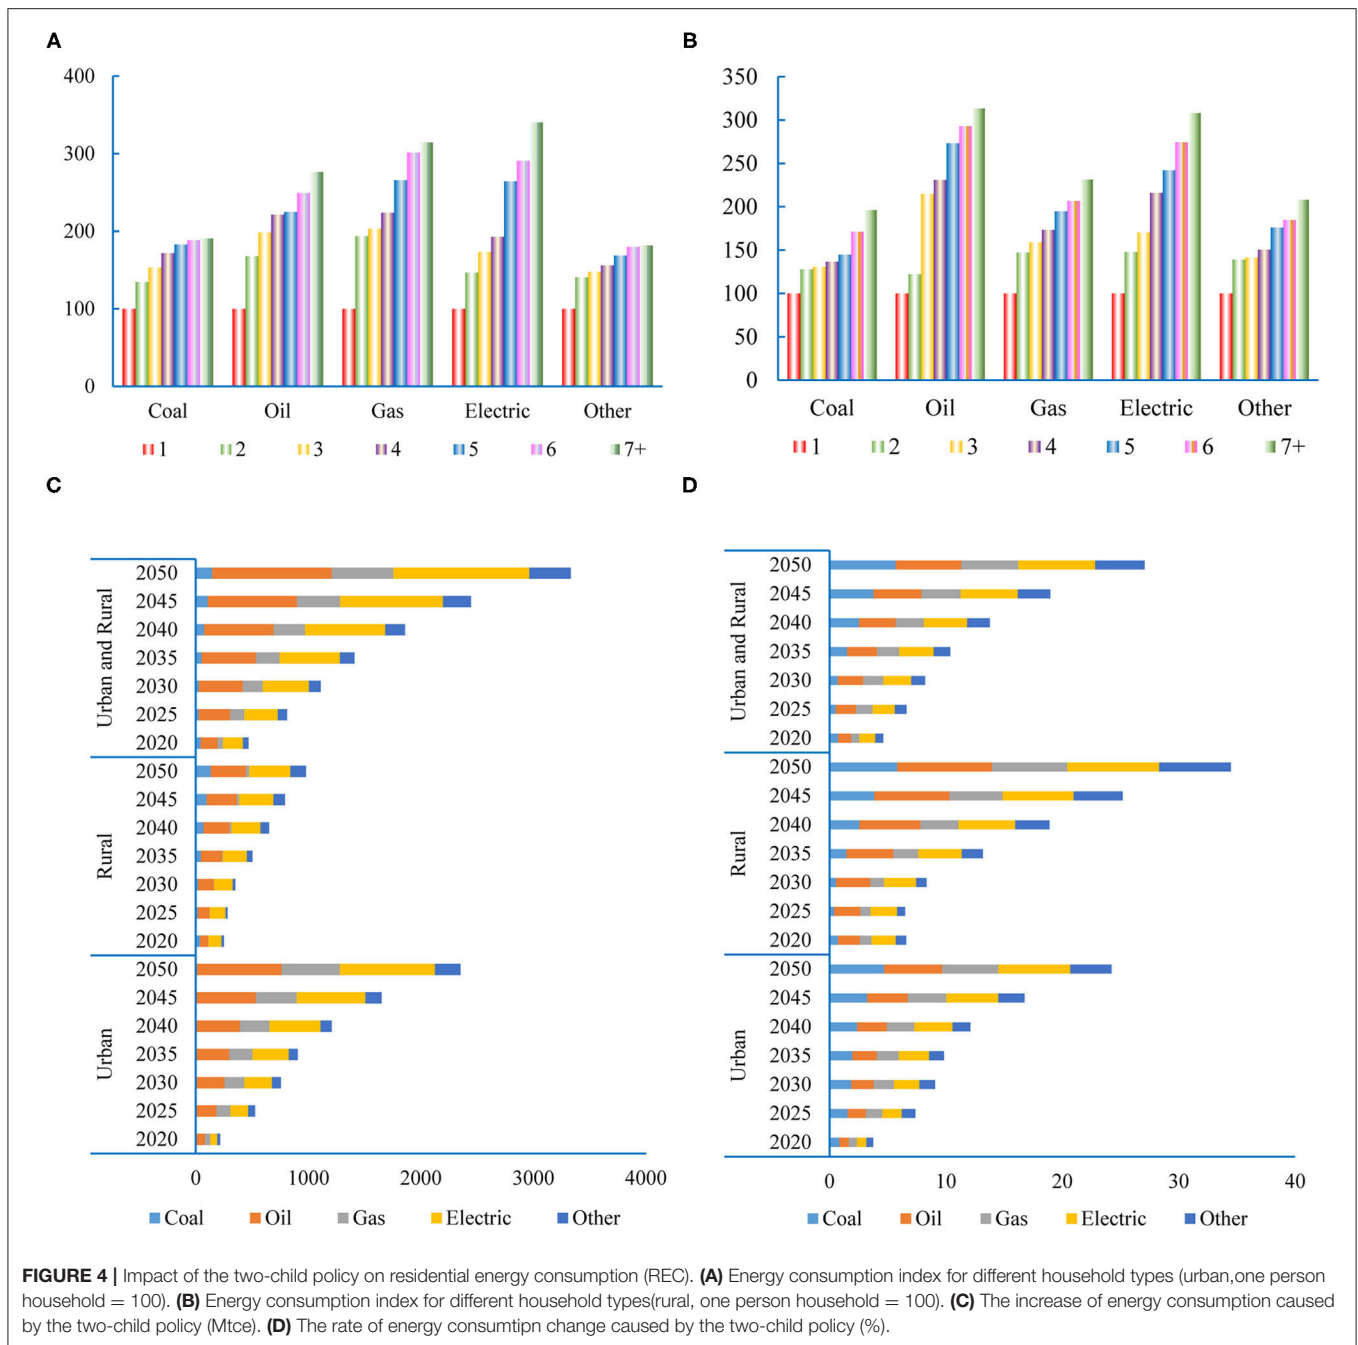 A
400
300
200
100
0
Coal Oil Gas Electric Other
1 2 3 4 5 6 7+
B
350
300
250
200
150
100
50
0
Coal Oil Gas Electric Other
1 2 3 4 5 6 7+
C
Urban and Rural
2050
2045
2040
2035
2030
2025
2020
Rural
2050
2045
2040
2035
2030
2025
2020
Urban
2050
2045
2040
2035
2030
2025
2020
0 1000 2000 3000 4000
Coal Oil Gas Electric Other
D
Urban and Rural
2050
2045
2040
2035
2030
2025
2020
Rural
2050
2045
2040
2035
2030
2025
2020
Urban
2050
2045
2040
2035
2030
2025
2020
0 10 20 30 40
Coal Oil Gas Electric Other
FIGURE 4 | Impact of the two-child policy on residential energy consumption (REC). (A) Energy consumption index for different household types (urban,one person
household = 100). (B) Energy consumption index for different household types(rural, one person household = 100). (C) The increase of energy consumption caused
by the two-child policy (Mtce). (D) The rate of energy consumtipn change caused by the two-child policy (%).